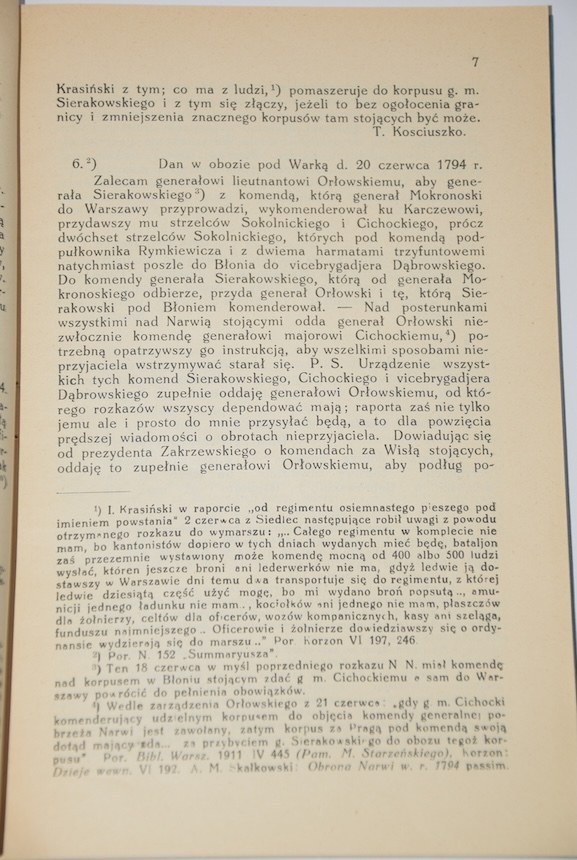 7
Krasiński z tym; co ma z ludzi,¹) pomaszeruje do korpusu g. m.
Sierakowskiego i z tym się złączy, jeżeli to bez ogołocenia gra-
nicy i zmniejszenia znacznego korpusów tam stojących być może.
T. Kosciuszko.
6.²) Dan w obozie pod Warką d. 20 czerwca 1794 r.
Zalecam generałowi lieutnantowi Orłowskiemu, aby gene-
rała Sierakowskiego³) z komendą, którą generał Mokronoski
do Warszawy przyprowadzi, wykomenderował ku Karczewowi,
przydawszy mu strzelców Sokolnickiego i Cichockiego, prócz
dwóchset strzelców Sokolnickiego, których pod komendą pod-
pułkownika Rymkiewicza i z dwiema harmatami trzyfuntowemi
natychmiast poszle do Błonia do vicebrygadjera Dąbrowskiego.
Do komendy generała Sierakowskiego, którą od generała Mo-
kronoskiego odbierze, przyda generał Orłowski i tę, którą Sie-
rakowski pod Błoniem komenderował. — Nad posterunkami
wszystkimi nad Narwią stojącymi odda generał Orłowski nie-
zwłocznie komendę generałowi majorowi Cichockiemu,⁴) po-
trzebną opatrzywszy go instrukcją, aby wszelkimi sposobami nie-
przyjaciela wstrzymywać starał się. P. S. Urządzenie wszyst-
kich tych komend Sierakowskiego, Cichockiego i vicebrygadjera
Dąbrowskiego zupełnie oddaję generałowi Orłowskiemu, od któ-
rego rozkazów wszyscy dependować mają; raporta zaś nie tylko
jemu ale i prosto do mnie przysyłać będą, a to dla powzięcia
prędszej wiadomości o obrotach nieprzyjaciela. Dowiadując się
od prezydenta Zakrzewskiego o komendach za Wisłą stojących,
oddaję to zupełnie generałowi Orłowskiemu, aby podług po-
¹) I. Krasiński w raporcie „od regimentu osiemnastego pieszego pod
imieniem powstania" 2 czerwca z Siedlec następujące robił uwagi z powodu
otrzymanego rozkazu do wymarszu: „.. Całego regimentu w komplecie nie
mam, bo kantonistów dopiero w tych dniach wydanych mieć będę, bataljon
zaś przezemnie wystawiony może komendę mocną od 400 albo 500 ludzi
wysłać, któren jeszcze broni ani lederwerków nie ma, gdyż ledwie ją do-
stawszy w Warszawie dni temu dwa transportuje się do regimentu, z której
ledwie dziesiątą część użyć mogę, bo mi wydano broń popsutą .., amu-
nicji jednego ładunku nie mam .., kociołków ani jednego nie mam, płaszczów
dla żołnierzy, celtów dla oficerów, wozów kompanicznych, kasy ani szeląga,
funduszu najmniejszego .. Oficerowie i żołnierze dowiedziawszy się o ordy-
nansie wydzierają się do marszu .." Por Korzon VI 197, 246.
²) Por. N. 152 „Summaryusza".
³) Ten 18 czerwca w myśl poprzedniego rozkazu N N. miał komendę
nad korpusem w Błoniu stojącym zdać g m. Cichockiemu a sam do War-
szawy powrócić do pełnienia obowiązków.
⁴) Wedle zarządzenia Orłowskiego z 21 czerwca: „gdy g. m. Cichocki
komenderujący udzielnym korpusem do objęcia komendy generalnej po-
brzeża Narwi jest zawołany, zatym korpus za Pragą pod komendą swoją
dotąd mający zda .. za przybyciem g. Sierakowskiego do obozu tegoż kor-
pusu" Por. Bibl. Warsz. 1911 IV 445 (Pam. M. Starzeńskiego), Korzon:
Dzieje wewn. VI 192. A. M. Skałkowski: Obrona Narwi w. r. 1794 passim.